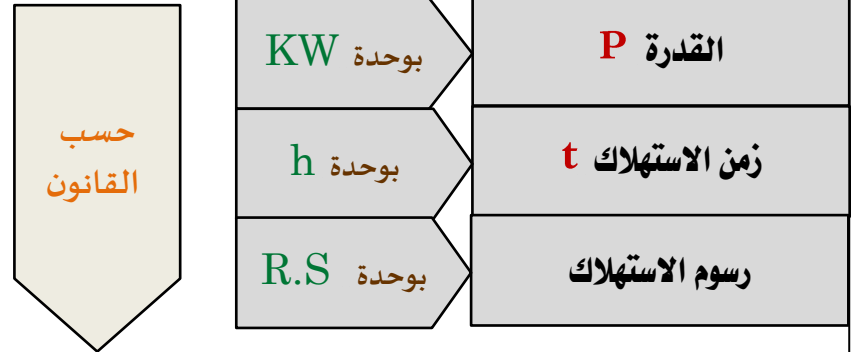 القدرة P بوحدة KW
زمن الاستهلاك t بوحدة h
رسوم الاستهلاك بوحدة R.S
حسب
القانون